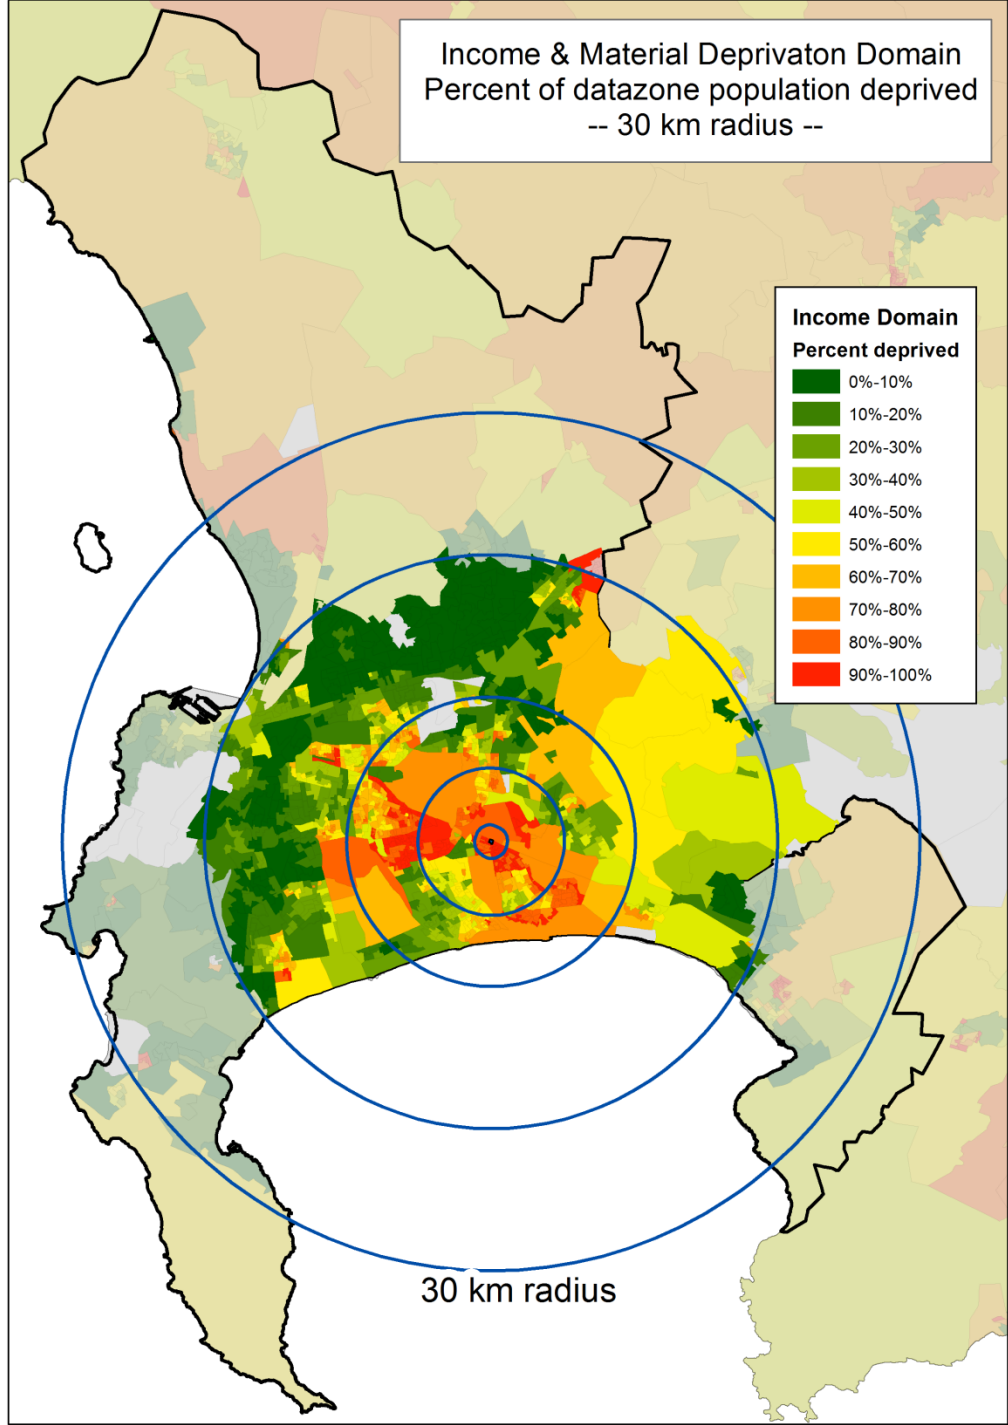 Income & Material Deprivaton Domain
Percent of datazone population deprived
-- 30 km radius --
Income Domain
Percent deprived
0%-10%
10%-20%
20%-30%
30%-40%
40%-50%
50%-60%
60%-70%
70%-80%
80%-90%
90%-100%
30 km radius